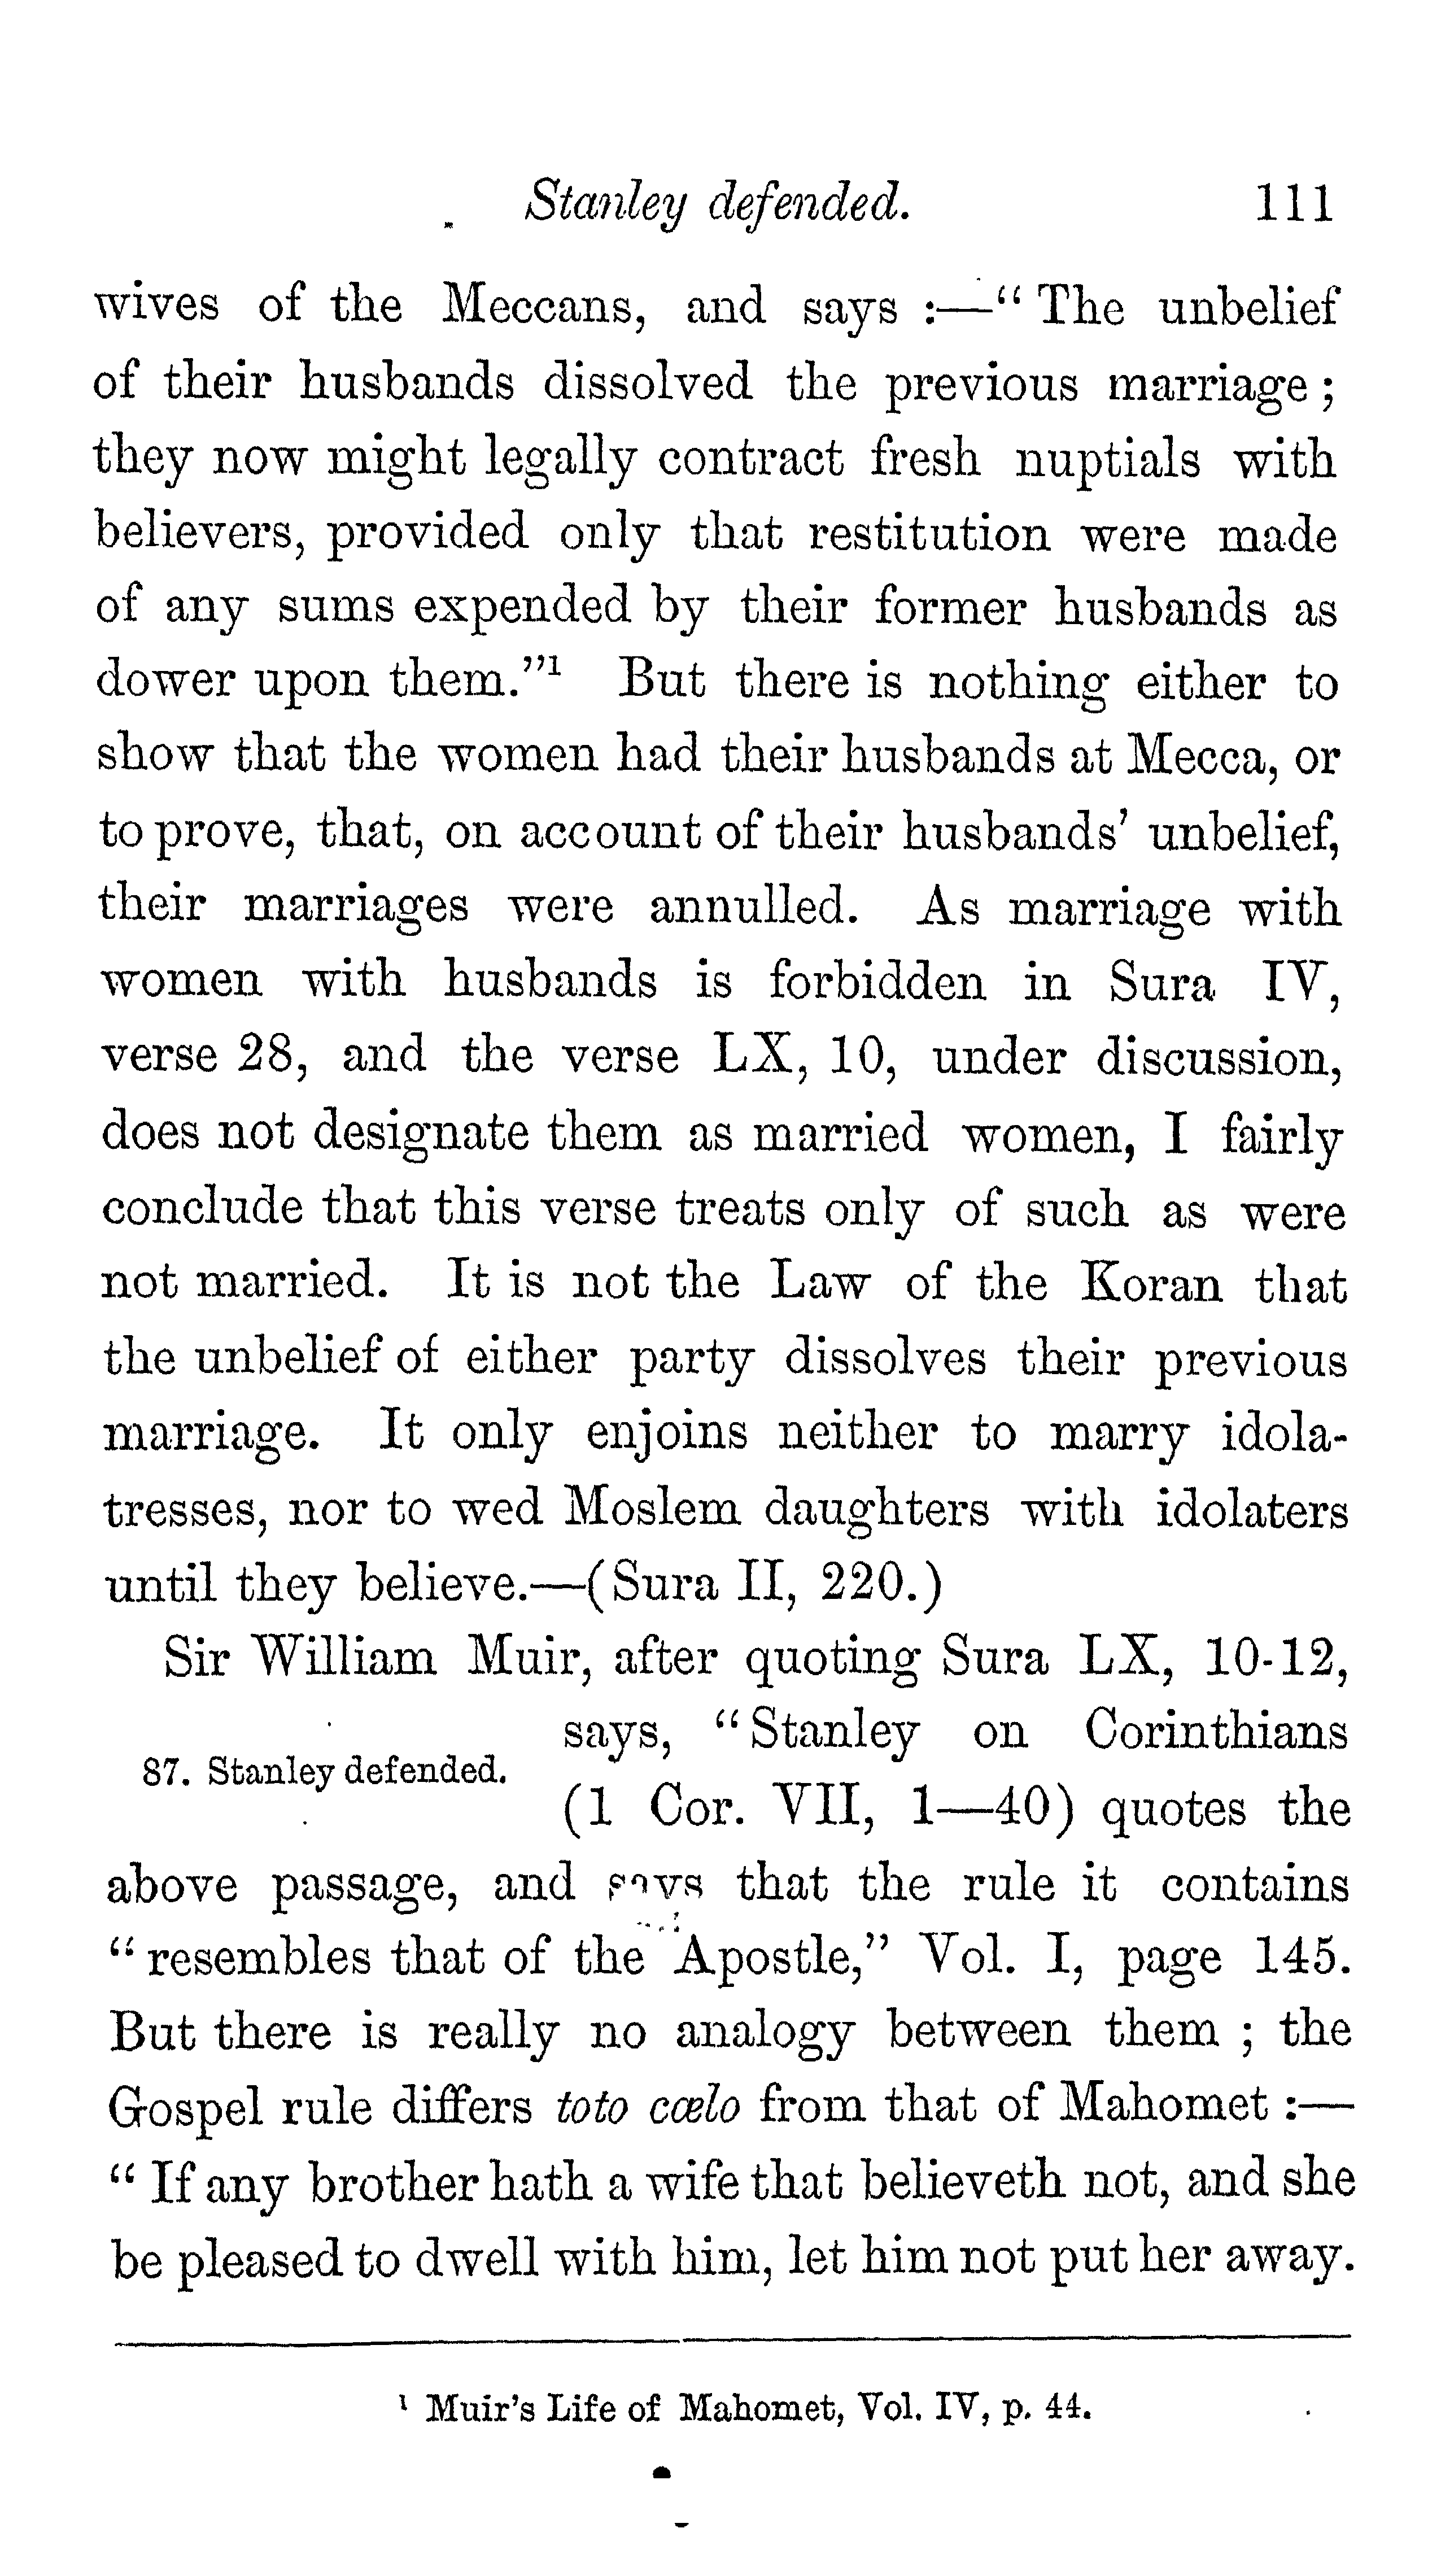 Stanley defended. 111
wives of the Meccans, and says :—“ The unbelief
of their husbands dissolved the previous marriage ;
they now might legally contract fresh nuptials with
believers, provided only that restitution were made
of any sums expended by their former husbands as
dower upon them.”¹ But there is nothing either to
show that the women had their husbands at Mecca, or
to prove, that, on account of their husbands’ unbelief,
their marriages were annulled. As marriage with
women with husbands is forbidden in Sura IV,
verse 28, and the verse LX, 10, under discussion,
does not designate them as married women, I fairly
conclude that this verse treats only of such as were
not married. It is not the Law of the Koran that
the unbelief of either party dissolves their previous
marriage. It only enjoins neither to marry idola-
tresses, nor to wed Moslem daughters with idolaters
until they believe.—(Sura II, 220.)
Sir William Muir, after quoting Sura LX, 10-12,
87. Stanley defended.
says, “ Stanley on Corinthians
(1 Cor. VII, 1—40) quotes the
above passage, and says that the rule it contains
“ resembles that of the Apostle,” Vol. I, page 145.
But there is really no analogy between them ; the
Gospel rule differs toto cœlo from that of Mahomet :—
“ If any brother hath a wife that believeth not, and she
be pleased to dwell with him, let him not put her away.
¹ Muir’s Life of Mahomet, Vol. IV, p. 44.